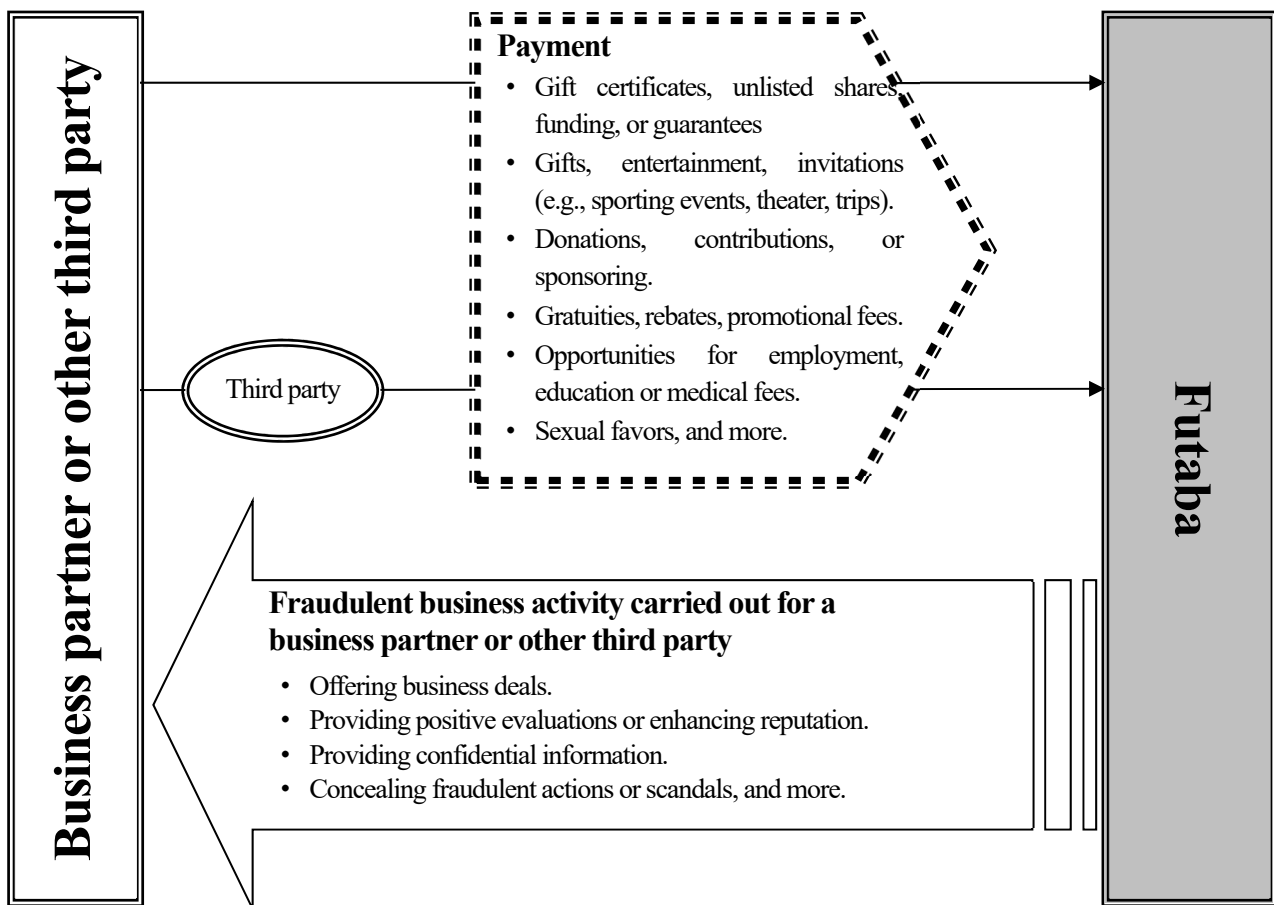 Business partner or other third party
Payment
• Gift certificates, unlisted shares,
funding, or guarantees
• Gifts, entertainment, invitations
(e.g., sporting events, theater, trips).
• Donations, contributions, or
sponsoring.
• Gratuities, rebates, promotional fees.
• Opportunities for employment,
education or medical fees.
• Sexual favors, and more.
Third party
Futaba
Fraudulent business activity carried out for a
business partner or other third party
• Offering business deals.
• Providing positive evaluations or enhancing reputation.
• Providing confidential information.
• Concealing fraudulent actions or scandals, and more.